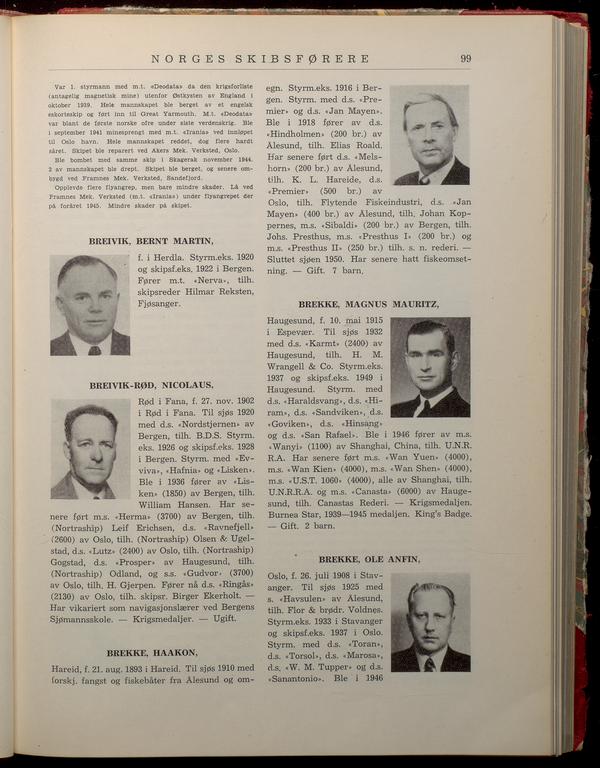 NORGES SKIBSFØRERE
99
Var 1. styrmann med m.t. «Deodata» da den krigsforliste
(antagelig magnetisk mine) utenfor Østkysten av England i
oktober 1939. Hele mannskapet ble berget av et engelsk
eskorteskip og ført inn til Great Yarmouth. M.t. «Deodata»
var blant de første norske ofre under siste verdenskrig. Ble
i september 1941 minesprengt med m.t. «Irania» ved innløpet
til Oslo havn. Hele mannskapet reddet, dog flere hardt
såret. Skipet ble reparert ved Akers Mek. Verksted, Oslo.
Ble bombet med samme skip i Skagerak november 1944.
2 av mannskapet ble drept. Skipet ble berget, og senere om-
bygd ved Framnes Mek. Verksted, Sandefjord.
Opplevde flere flyangrep, men bare mindre skader. Lå ved
Framnes Mek. Verksted (m.t. «Irania») under flyangrepet der
på foråret 1945. Mindre skader på skipet.
BREIVIK, BERNT MARTIN,
f. i Herdla. Styrm.eks. 1920
og skipsf.eks. 1922 i Bergen.
Fører m.t. «Nerva», tilh.
skipsreder Hilmar Reksten,
Fjøsanger.
BREIVIK-RØD, NICOLAUS,
Rød i Fana, f. 27. nov. 1902
i Rød i Fana. Til sjøs 1920
med d.s. «Nordstjernen» av
Bergen, tilh. B.D.S. Styrm.
eks. 1926 og skipsf.eks. 1928
i Bergen. Styrm. med «Ev-
viva», «Hafnia» og «Lisken».
Ble i 1936 fører av «Lis-
ken» (1850) av Bergen, tilh.
William Hansen. Har se-
nere ført m.s. «Herma» (3700) av Bergen, tilh.
(Nortraship) Leif Erichsen, d.s. «Ravnefjell»
(2600) av Oslo, tilh. (Nortraship) Olsen & Ugel-
stad, d.s. «Lutz» (2400) av Oslo, tilh. (Nortraship)
Gogstad, d.s. «Prosper» av Haugesund, tilh.
(Nortraship) Odland, og s.s. «Gudvor» (3700)
av Oslo, tilh. H. Gjerpen. Fører nå d.s. «Ringås»
(2130) av Oslo, tilh. skipsr. Birger Ekerholt. —
Har vikariert som navigasjonslærer ved Bergens
Sjømannsskole. — Krigsmedaljer. — Ugift.
BREKKE, HAAKON,
Hareid, f. 21. aug. 1893 i Hareid. Til sjøs 1910 med
forskj. fangst og fiskebåter fra Ålesund og om-
egn. Styrm.eks. 1916 i Ber-
gen. Styrm. med d.s. «Pre-
mier» og d.s. «Jan Mayen».
Ble i 1918 fører av d.s.
«Hindholmen» (200 br.) av
Ålesund, tilh. Elias Roald.
Har senere ført d.s. «Mels-
horn» (200 br.) av Ålesund,
tilh. K. L. Hareide, d.s.
«Premier» (500 br.) av
Oslo, tilh. Flytende Fiskeindustri, d.s. «Jan
Mayen» (400 br.) av Ålesund, tilh. Johan Kop-
pernes, m.s. «Sibaldi» (200 br.) av Bergen, tilh.
Johs. Presthus, m.s. «Presthus I» (200 br.) og
m.s. «Presthus II» (250 br.) tilh. s. n. rederi. —
Sluttet sjøen 1950. Har senere hatt fiskeomset-
ning. — Gift. 7 barn.
BREKKE, MAGNUS MAURITZ,
Haugesund, f. 10. mai 1915
i Espevær. Til sjøs 1932
med d.s. «Karmt» (2400) av
Haugesund, tilh. H. M.
Wrangell & Co. Styrm.eks.
1937 og skipsf.eks. 1949 i
Haugesund. Styrm. med
d.s. «Haraldsvang», d.s. «Hi-
ram», d.s. «Sandviken», d.s.
«Goviken», d.s. «Hinsang»
og d.s. «San Rafael». Ble i 1946 fører av m.s.
«Wanyi» (1100) av Shanghai, China, tilh. U.N.R.
R.A. Har senere ført m.s. «Wan Yuen» (4000),
m.s. «Wan Kien» (4000), m.s. «Wan Shen» (4000),
m.s. «U.S.T. 1060» (4000), alle av Shanghai, tilh.
U.N.R.R.A. og m.s. «Canasta» (6000) av Hauge-
sund, tilh. Canastas Rederi. — Krigsmedaljen.
Burnea Star, 1939—1945 medaljen. King's Badge.
— Gift. 2 barn.
BREKKE, OLE ANFIN,
Oslo, f. 26. juli 1908 i Stav-
anger. Til sjøs 1925 med
s. «Havsulen» av Ålesund,
tilh. Flor & brødr. Voldnes.
Styrm.eks. 1933 i Stavanger
og skipsf.eks. 1937 i Oslo.
Styrm. med d.s. «Toran»,
d.s. «Torsol», d.s. «Marosa»,
d.s. «W. M. Tupper» og d.s.
«Sanantonio». Ble i 1946